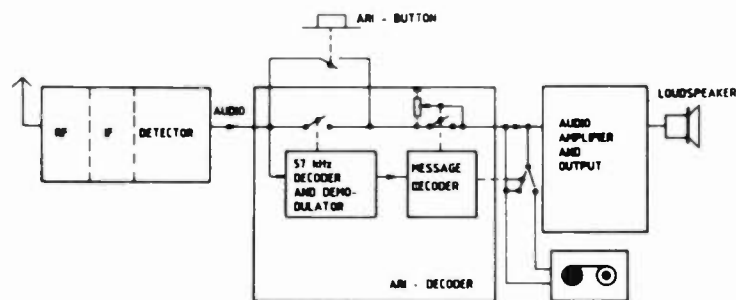 ARI - BUTTON
RF
IF
DETECTOR
AUDIO
57 kHz
DECODER
AND DEMO-
DULATOR
MESSAGE
DECODER
AUDIO
AMPLIFIER
AND
OUTPUT
LOUDSPEAKER
ARI - DECODER